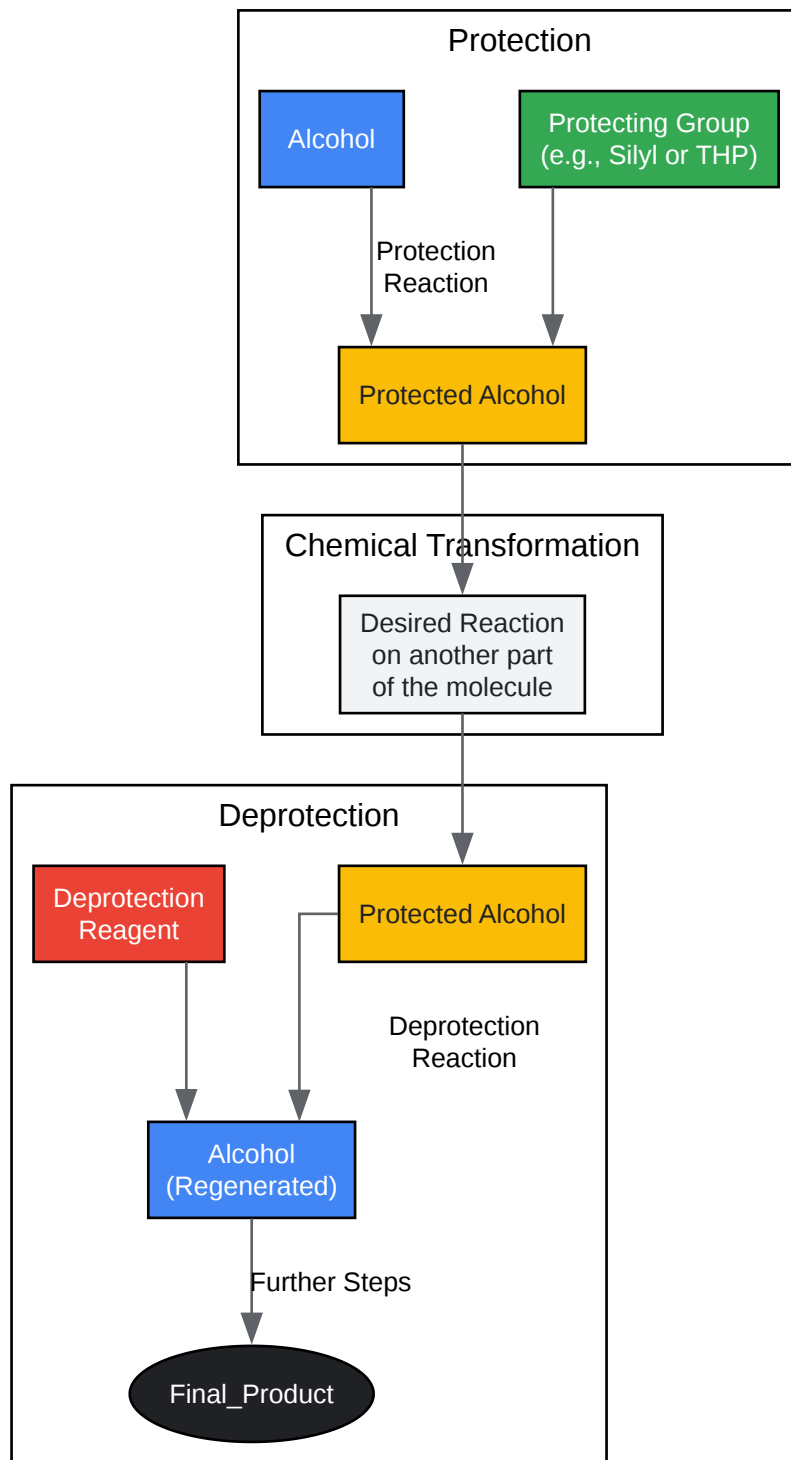 Protection
Alcohol
Protecting Group
(e.g., Silyl or THP)
Protection
Reaction
Protected Alcohol
Chemical Transformation
Desired Reaction
on another part
of the molecule
Deprotection
Deprotection
Reagent
Protected Alcohol
Deprotection
Reaction
Alcohol
(Regenerated)
Further Steps
Final_Product